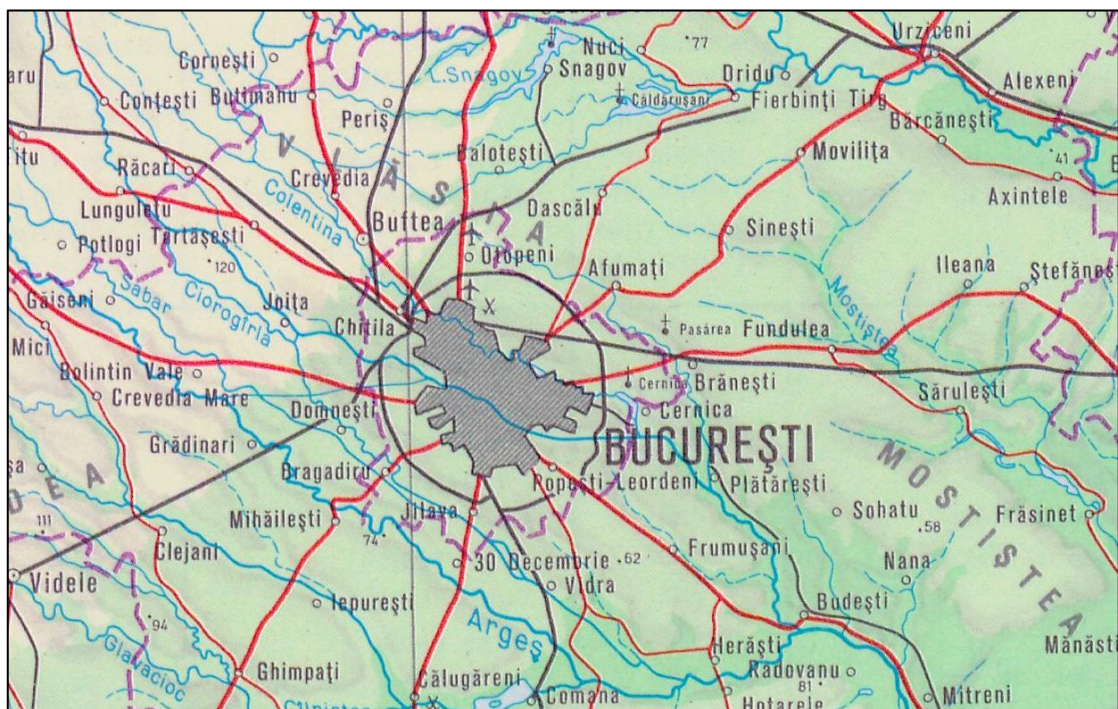 Urziceni
Nuci
77
Cornești
L.Snagov
Snagov
Dridu
Alexeni
Contești
Butimanu
Căldărușani
Fierbinți Tîrg
Periș
Bărcănești
VLĂSIA
Balotești
Movilița
41
Răcari
Crevedia
Axintele
Colentina
Dascălu
Lungulețu
Buftea
Sinești
Tărtășești
Potlogi
Otopeni
120
Afumați
Ileana
Ștefănești
Sabar
Găiseni
Ciorogîrla
Joița
Mostiștea
Chitila
Pasărea
Fundulea
Mici
Bolintin Vale
Cernica
Brănești
Crevedia Mare
Sărulești
Domnești
Cernica
Grădinari
BUCUREȘTI
MOSTIȘTEA
Bragadiru
Popești-Leordeni
Plătărești
Mihăilești
Jilava
Sohatu
Frăsinet
111
74
58
Clejani
Frumușani
30 Decembrie
62
Nana
Videle
Vidra
Iepurești
Budești
94
Argeș
Glavacioc
Herăști
Ghimpați
Călugăreni
Radovanu
81
Comana
Hotarele
Mitreni